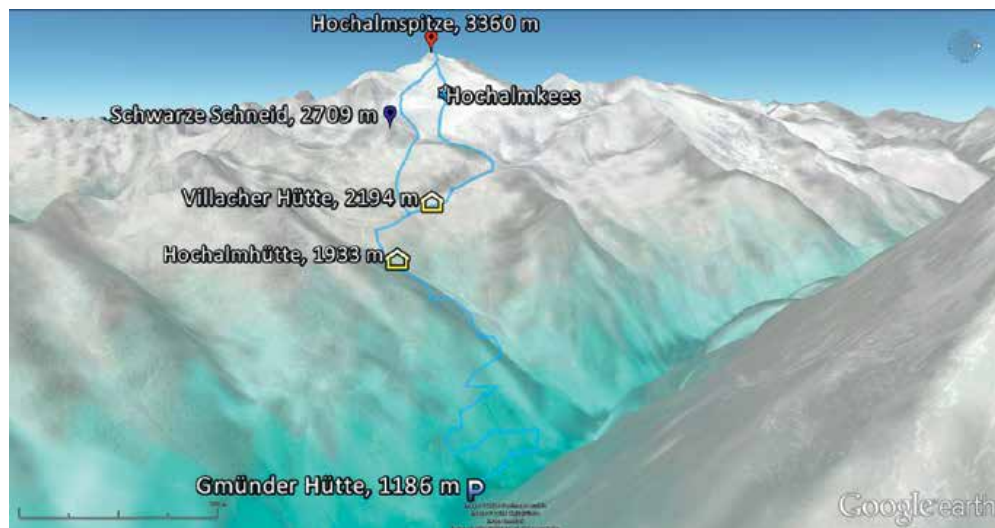 Hochalmspitze, 3360 m
Hochalmkees
Schwarze Schneid, 2709 m
Villacher Hütte, 2194 m
Hochalmhütte, 1933 m
Gmünder Hütte, 1186 m P
Google earth